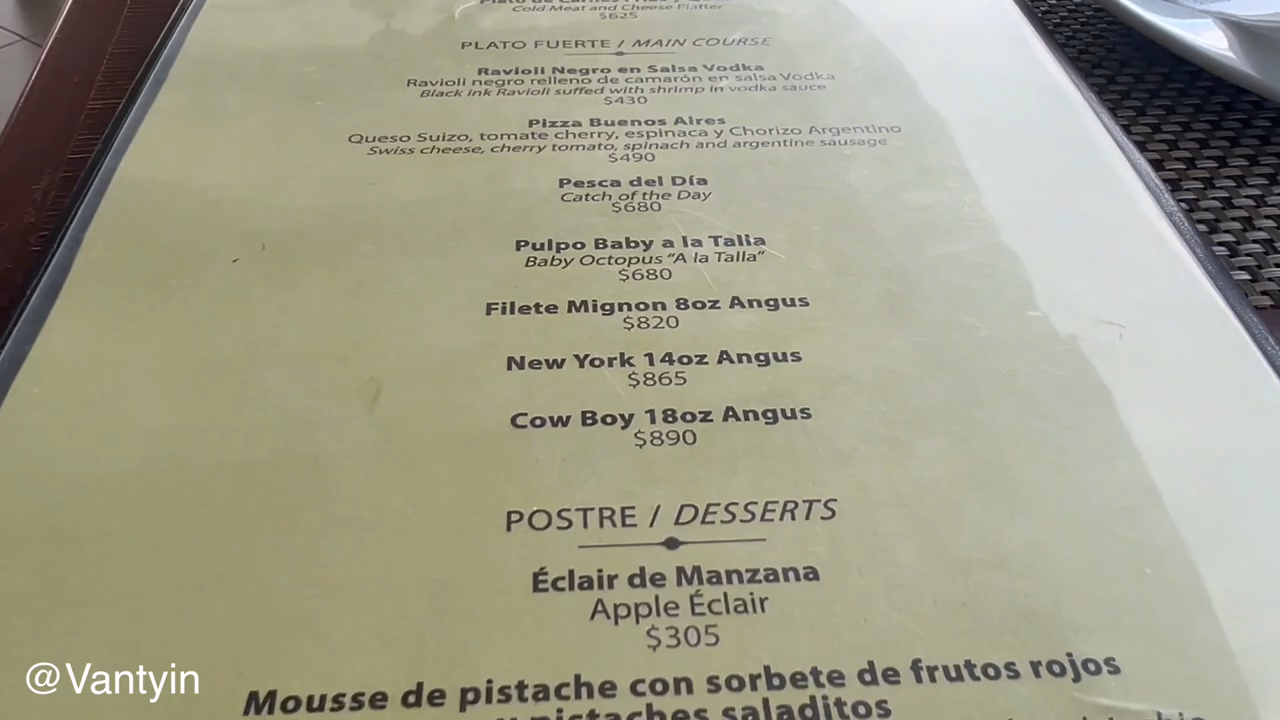 Cold Meat and Cheese Platter
$625
PLATO FUERTE / MAIN COURSE
Ravioli Negro en Salsa Vodka
Ravioli negro relleno de camarón en salsa Vodka
Black ink Ravioli suffed with shrimp in vodka sauce
$430
Pizza Buenos Aires
Queso Suizo, tomate cherry, espinaca y Chorizo Argentino
Swiss cheese, cherry tomato, spinach and argentine sausage
$490
Pesca del Día
Catch of the Day
$680
Pulpo Baby a la Talla
Baby Octopus "A la Talla"
$680
Filete Mignon 8oz Angus
$820
New York 14oz Angus
$865
Cow Boy 18oz Angus
$890
POSTRE / DESSERTS
Éclair de Manzana
Apple Éclair
$305
Mousse de pistache con sorbete de frutos rojos
y pistaches saladitos
@Vantyin